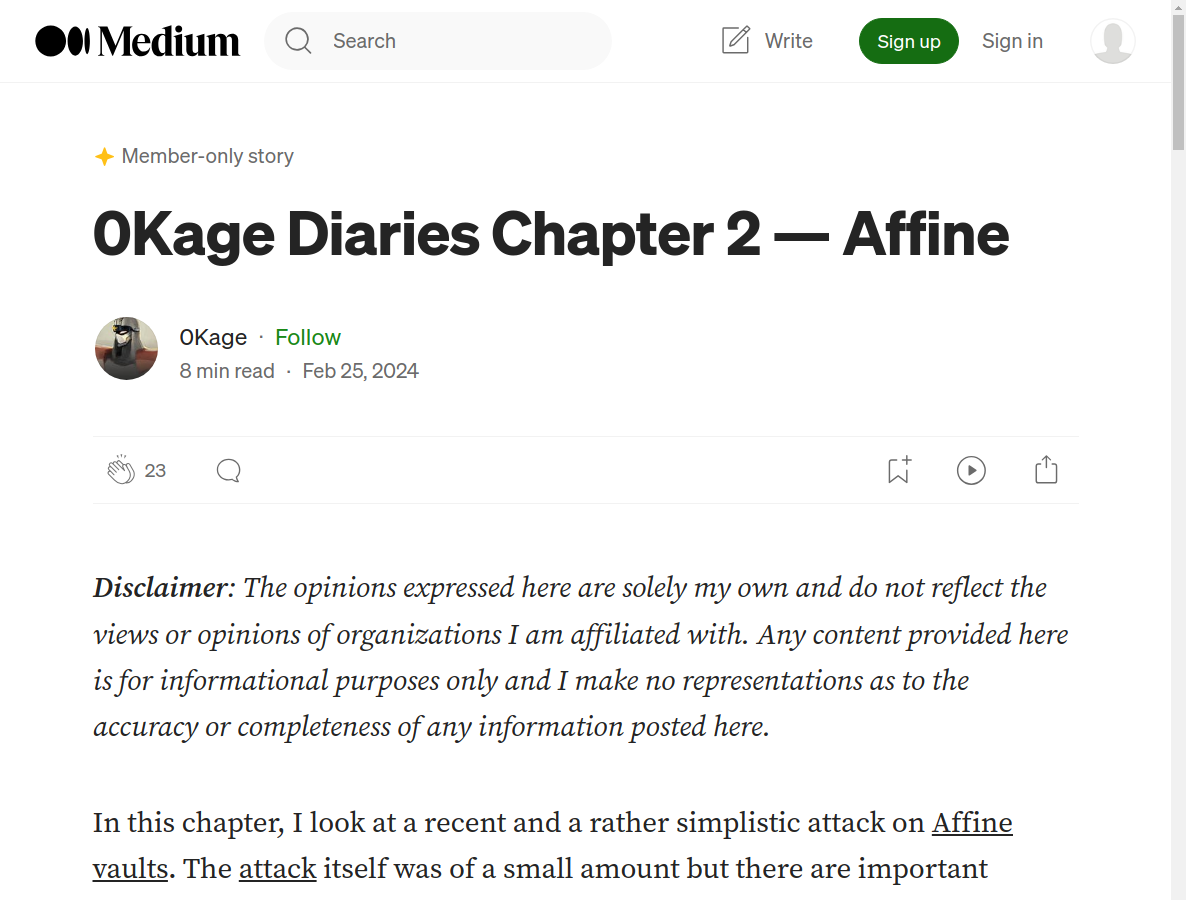 Medium
Search
Write
Sign up
Sign in
Member-only story
0Kage Diaries Chapter 2 — Affine
0Kage · Follow
8 min read · Feb 25, 2024
23
Disclaimer: The opinions expressed here are solely my own and do not reflect the
views or opinions of organizations I am affiliated with. Any content provided here
is for informational purposes only and I make no representations as to the
accuracy or completeness of any information posted here.
In this chapter, I look at a recent and a rather simplistic attack on Affine
vaults. The attack itself was of a small amount but there are important